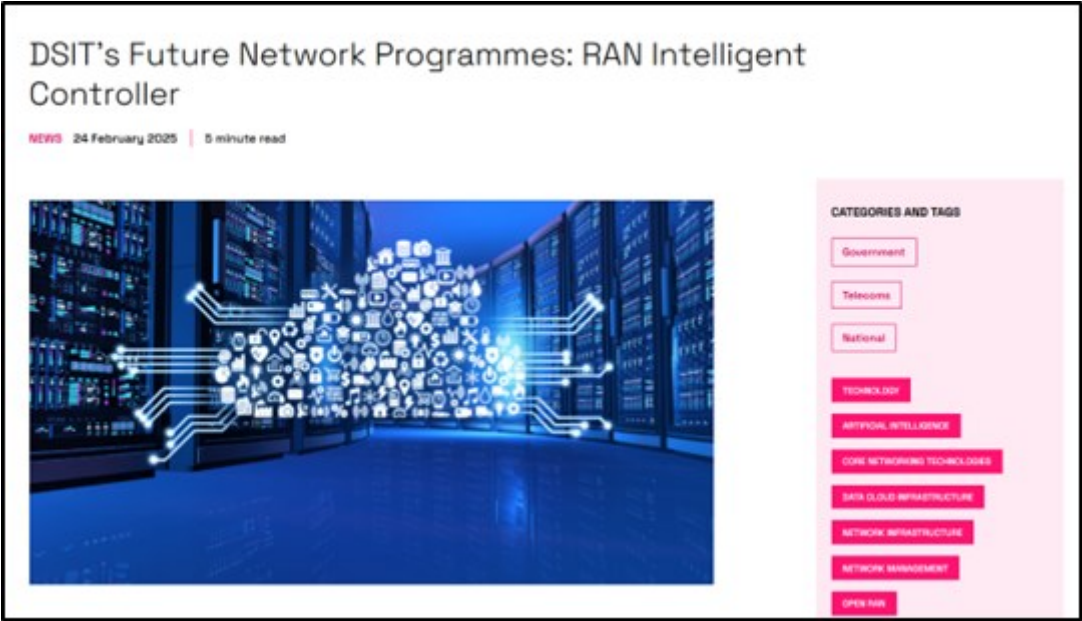 DSIT's Future Network Programmes: RAN Intelligent
Controller
NEWS 24 February 2025 | 5 minute read
CATEGORIES AND TAGS
Government
Telecoms
National
TECHNOLOGY
ARTIFICIAL INTELLIGENCE
CORE NETWORKING TECHNOLOGIES
DATA CLOUD INFRASTRUCTURE
NETWORK INFRASTRUCTURE
NETWORK MANAGEMENT
OPEN RAN